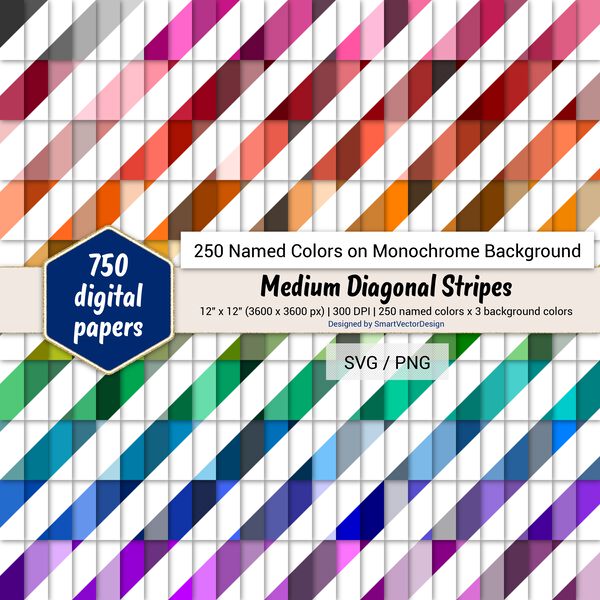 250 Named Colors on Monochrome Background
750
digital
papers
Medium Diagonal Stripes
12" x 12" (3600 x 3600 px) | 300 DPI | 250 named colors x 3 background colors
Designed by SmartVectorDesign
SVG / PNG